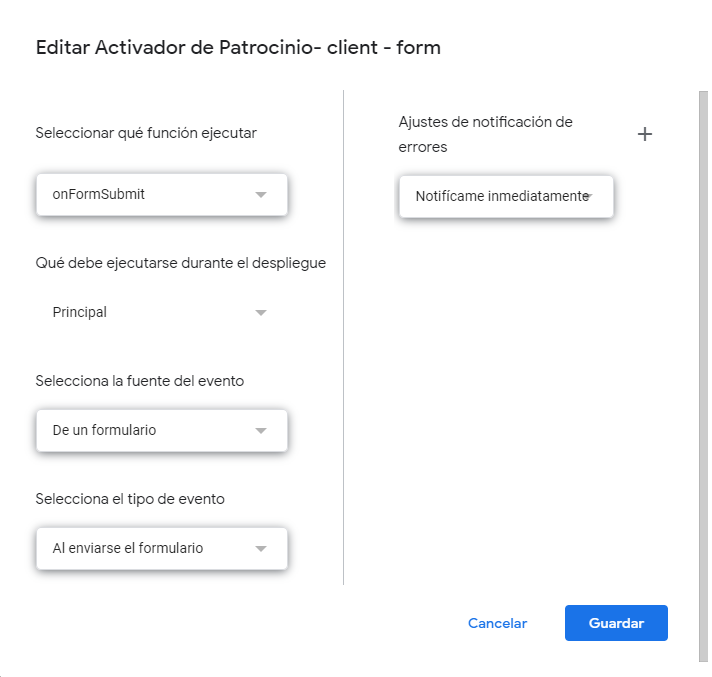 Editar Activador de Patrocinio- client - form
Seleccionar qué función ejecutar
onFormSubmit
Qué debe ejecutarse durante el despliegue
Principal
Selecciona la fuente del evento
De un formulario
Selecciona el tipo de evento
Al enviarse el formulario
Ajustes de notificación de
errores
Notifícame inmediatamente
Cancelar
Guardar